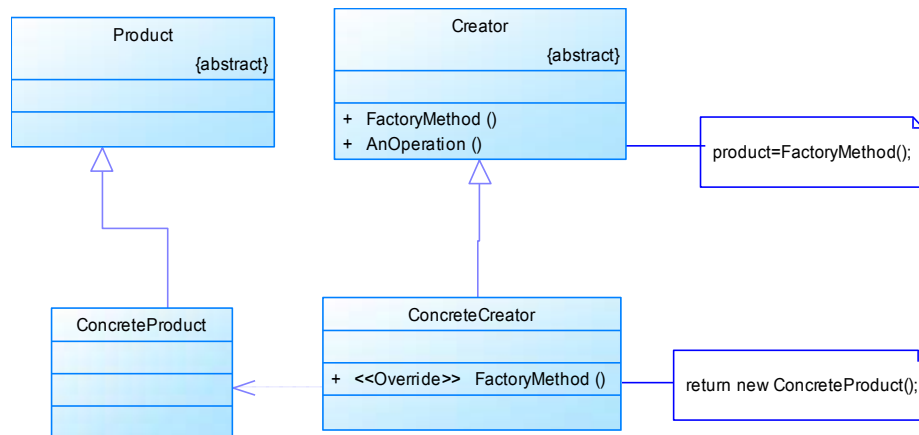 Product
{abstract}
Creator
{abstract}
+ FactoryMethod ()
+ AnOperation ()
product=FactoryMethod();
ConcreteProduct
ConcreteCreator
+ <<Override>> FactoryMethod ()
return new ConcreteProduct();